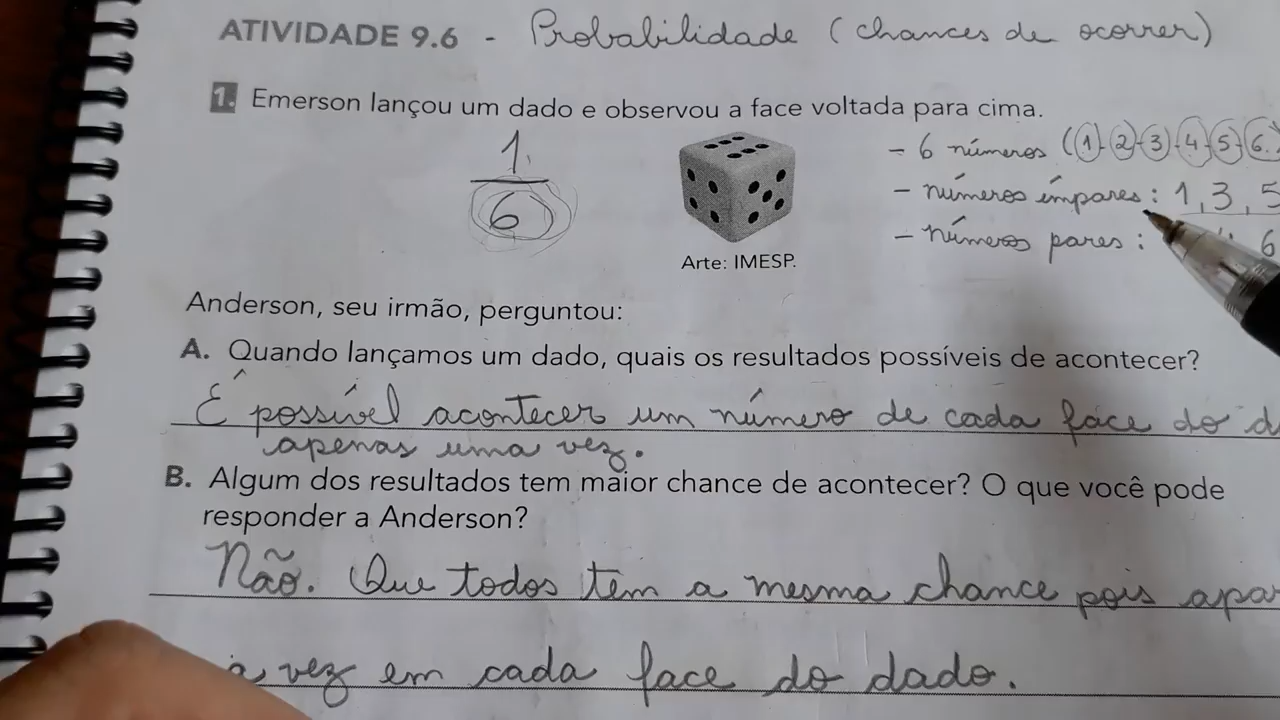 ATIVIDADE 9.6 - Probabilidade (chances de ocorrer)
1. Emerson lançou um dado e observou a face voltada para cima.
1
6
- 6 números (1-2-3-4-5-6.)
- números ímpares: 1, 3, 5
- números pares: 6
Arte: IMESP.
Anderson, seu irmão, perguntou:
A. Quando lançamos um dado, quais os resultados possíveis de acontecer?
É possível acontecer um número de cada face do
apenas uma vez.
B. Algum dos resultados tem maior chance de acontecer? O que você pode
responder a Anderson?
Não. Que todos têm a mesma chance pois
vez em cada face do dado.